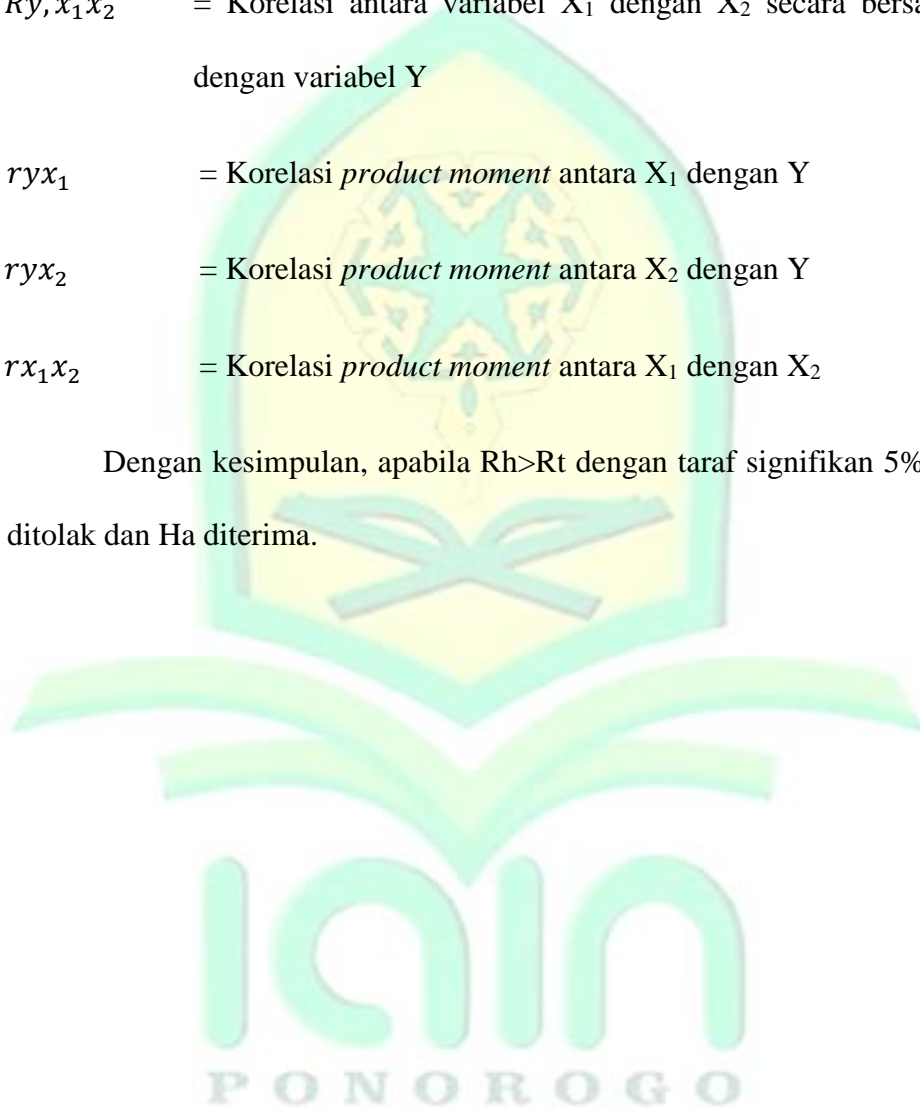 Ry, x₁x₂ = Korelasi antara variabel X₁ dengan X₂ secara
dengan variabel Y
ryx₁ = Korelasi product moment antara X₁ dengan Y
ryx₂ = Korelasi product moment antara X₂ dengan Y
rx₁x₂ = Korelasi product moment antara X₁ dengan X₂
Dengan kesimpulan, apabila Rh>Rt dengan taraf signifikan 5%
ditolak dan Ha diterima.
iain
PONOROGO